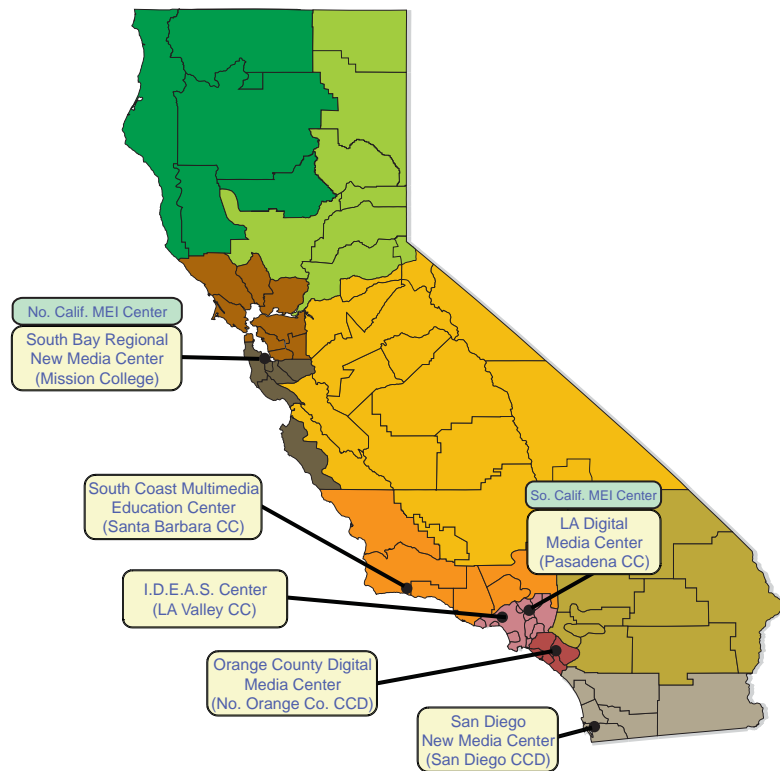 No. Calif. MEI Center
South Bay Regional
New Media Center
(Mission College)
South Coast Multimedia
Education Center
(Santa Barbara CC)
So. Calif. MEI Center
LA Digital
Media Center
(Pasadena CC)
I.D.E.A.S. Center
(LA Valley CC)
Orange County Digital
Media Center
(No. Orange Co. CCD)
San Diego
New Media Center
(San Diego CCD)